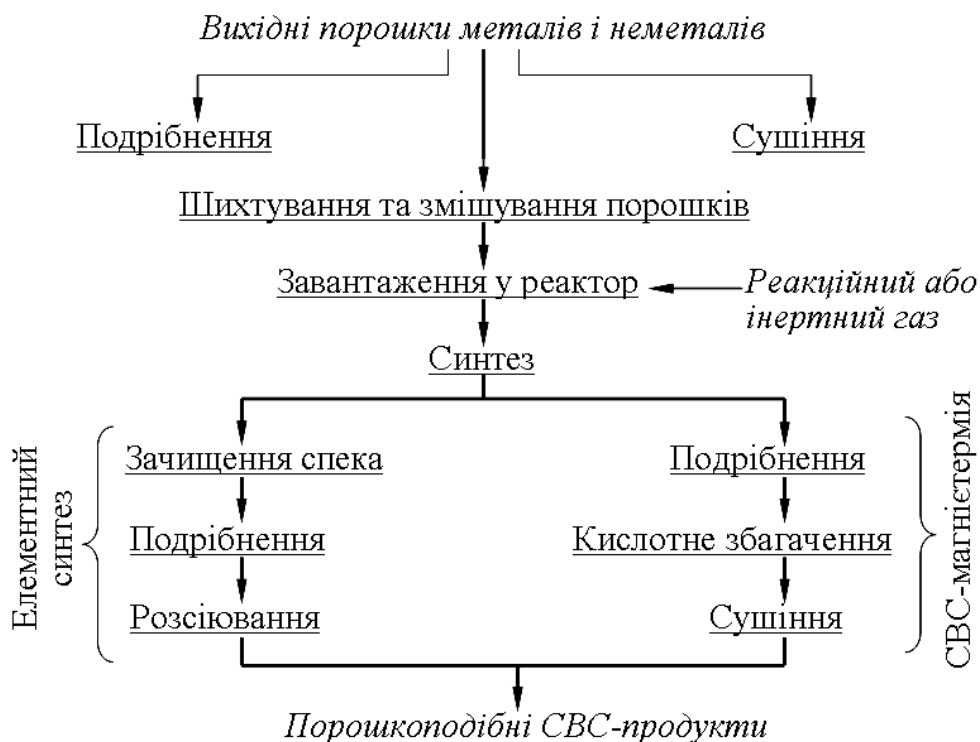 Вихідні порошки металів і неметалів
Подрібнення
Сушіння
Шихтування та змішування порошків
Завантаження у реактор
Реакційний або
інертний газ
Синтез
Елементний
синтез
Зачищення спека
Подрібнення
Розсіювання
Подрібнення
Кислотне збагачення
Сушіння
СВС-магнієтермія
Порошкоподібні СВС-продукти